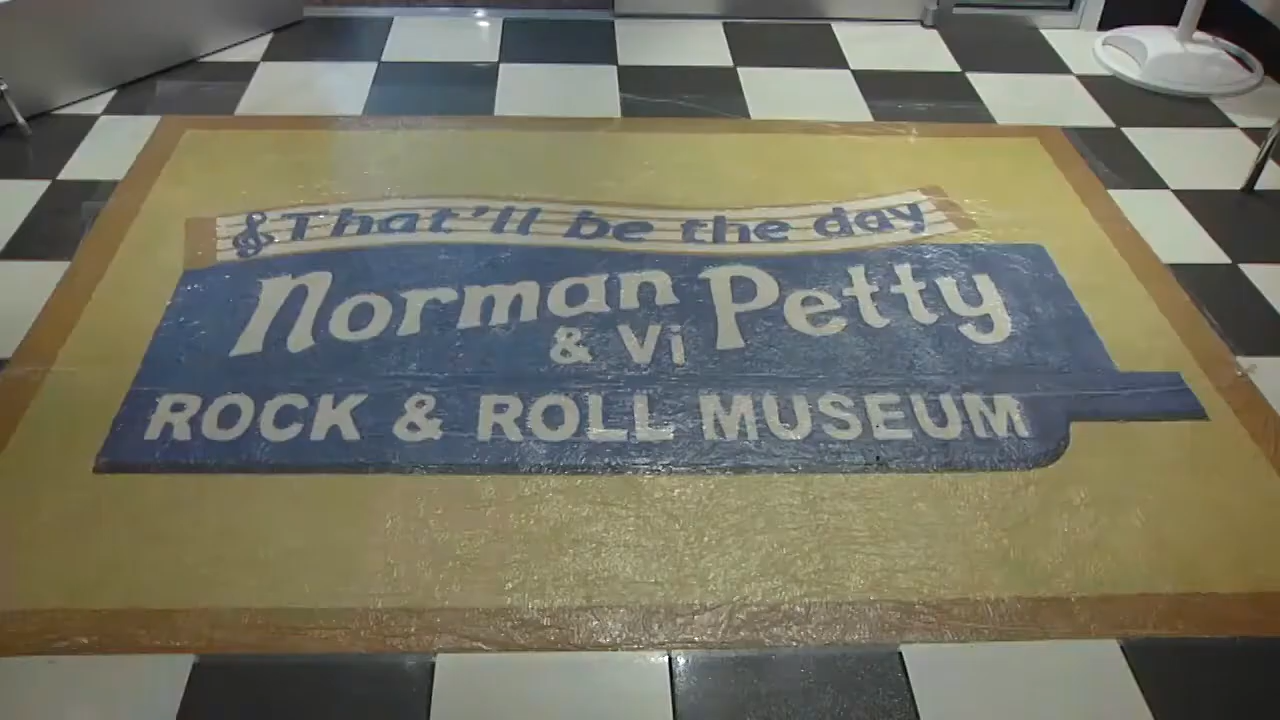 That'll be the day
Norman Petty
& Vi
ROCK & ROLL MUSEUM